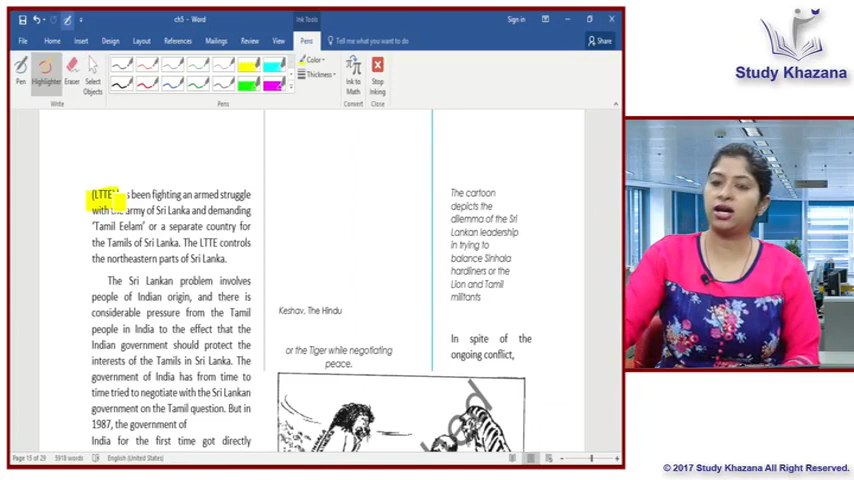 ch5 - Word
Ink Tools
Sign in
File
Home
Insert
Design
Layout
References
Mailings
Review
View
Pens
Tell me what you want to do
Share
Pen
Highlighter
Eraser
Select
Objects
Color
Thickness
Ink to
Math
Stop
Inking
Write
Pens
Convert
Close
(LTTE been fighting an armed struggle
with the army of Sri Lanka and demanding
‘Tamil Eelam’ or a separate country for
the Tamils of Sri Lanka. The LTTE controls
the northeastern parts of Sri Lanka.
The Sri Lankan problem involves
people of Indian origin, and there is
considerable pressure from the Tamil
people in India to the effect that the
Indian government should protect the
interests of the Tamils in Sri Lanka. The
government of India has from time to
time tried to negotiate with the Sri Lankan
government on the Tamil question. But in
1987, the government of
India for the first time got directly
Keshav, The Hindu
or the Tiger while negotiating
peace.
The cartoon
depicts the
dilemma of the Sri
Lankan leadership
in trying to
balance Sinhala
hardliners or the
Lion and Tamil
militants
In spite of the
ongoing conflict,
Page 15 of 29
5918 words
English (United States)
100%
Study Khazana
© 2017 Study Khazana All Right Reserved.